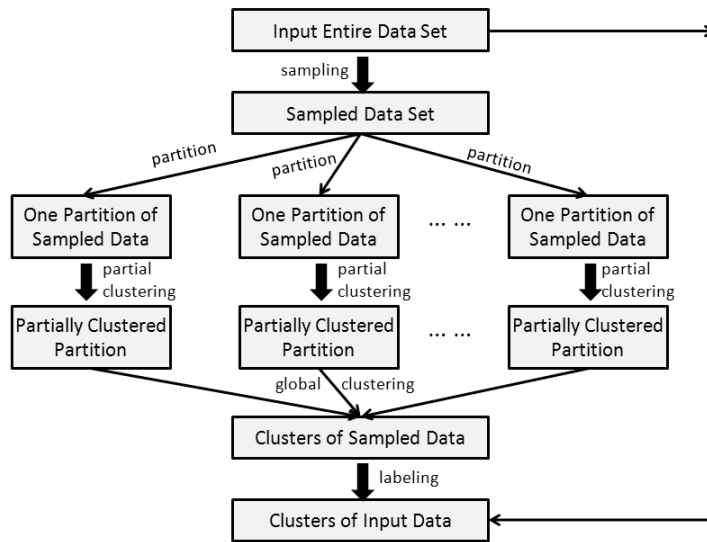 Input Entire Data Set
sampling
Sampled Data Set
partition
partition
partition
One Partition of
Sampled Data
One Partition of
Sampled Data
... ...
One Partition of
Sampled Data
partial
clustering
partial
clustering
partial
clustering
Partially Clustered
Partition
Partially Clustered
Partition
... ...
Partially Clustered
Partition
global clustering
Clusters of Sampled Data
labeling
Clusters of Input Data